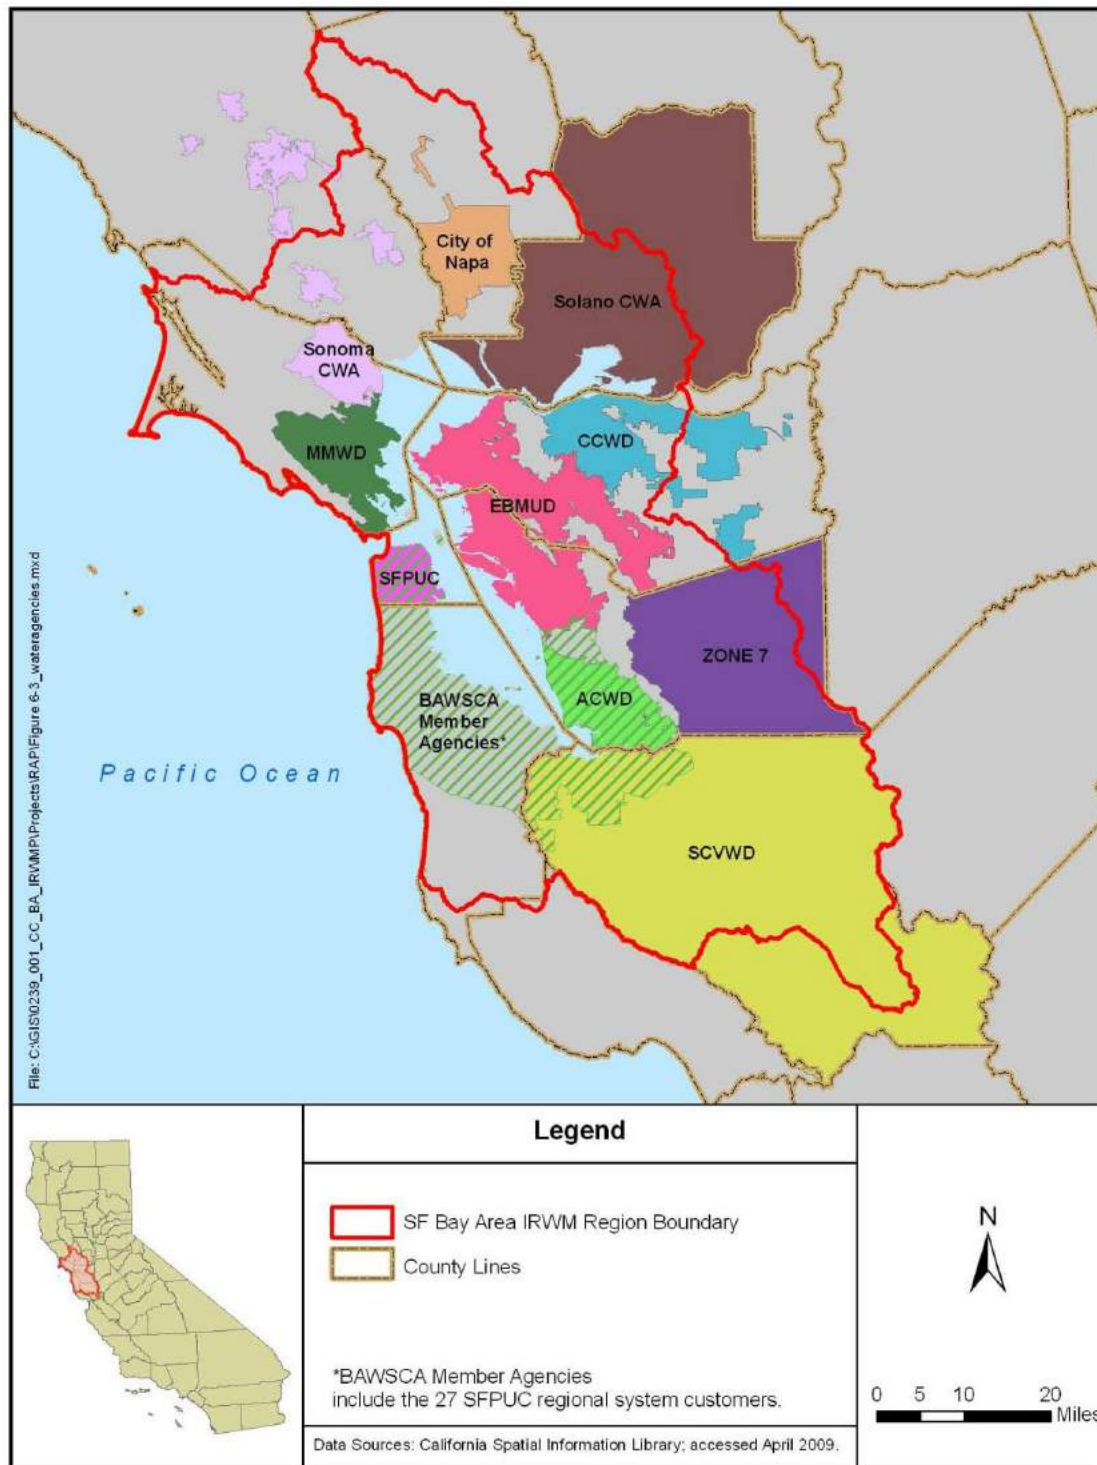 City of
Napa
Solano CWA
Sonoma
CWA
MMWD
CCWD
EBMUD
SFPUC
ZONE 7
BAWSCA
Member
Agencies*
ACWD
Pacific Ocean
SCVWD
File: C:\GIS\0239_001_CC_BA_IRWMP\Projects\RAP\Figure 6-3_wateragencies.mxd
Legend
SF Bay Area IRWM Region Boundary
County Lines
*BAWSCA Member Agencies
include the 27 SFPUC regional system customers.
Data Sources: California Spatial Information Library; accessed April 2009.
N
0 5 10 20
Miles